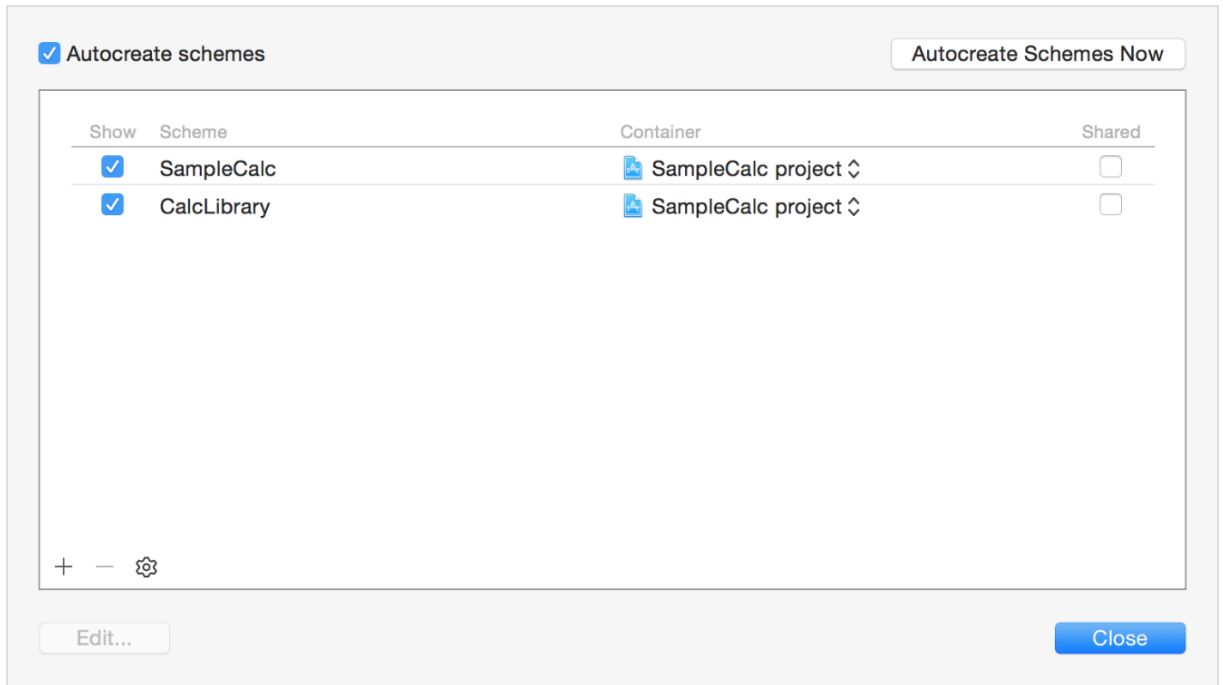 Autocreate schemes Autocreate Schemes Now
Show Scheme Container Shared
SampleCalc SampleCalc project
CalcLibrary SampleCalc project
Edit... Close